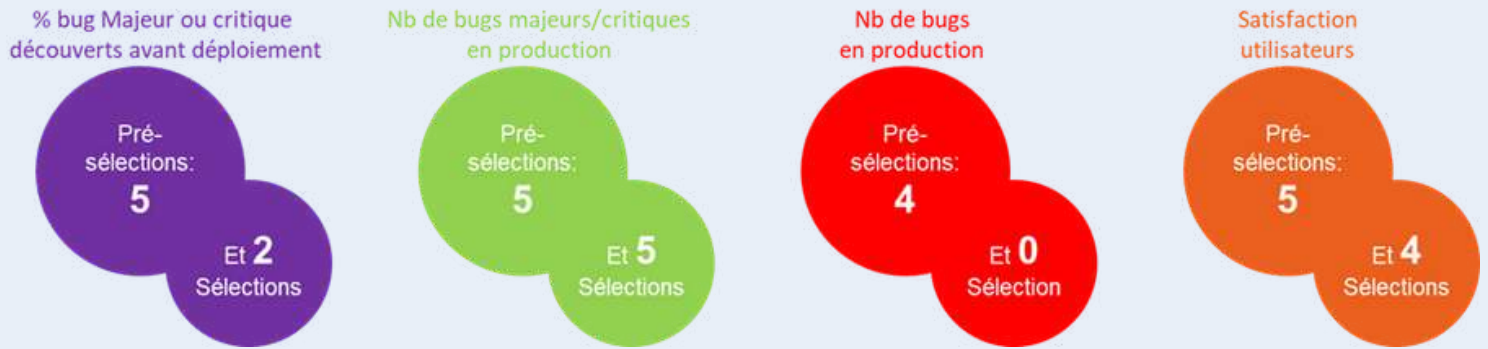 % bug Majeur ou critique
découverts avant déploiement
Pré-
sélections:
5
Et 2
Sélections
Nb de bugs majeurs/critiques
en production
Pré-
sélections:
5
Et 5
Sélections
Nb de bugs
en production
Pré-
sélections:
4
Et 0
Sélection
Satisfaction
utilisateurs
Pré-
sélections:
5
Et 4
Sélections